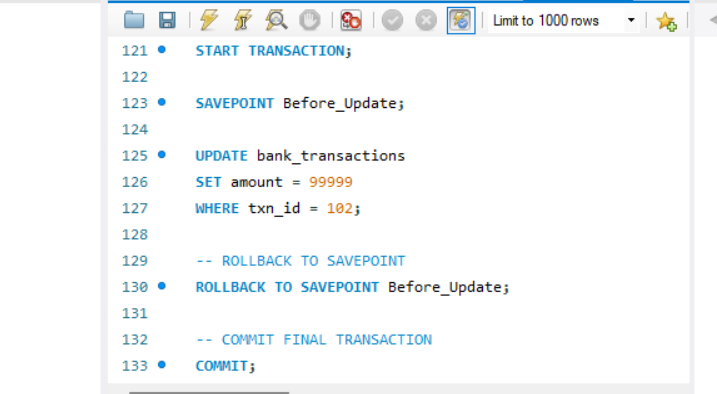 Limit to 1000 rows
121 START TRANSACTION;
122
123 SAVEPOINT Before_Update;
124
125 UPDATE bank_transactions
126 SET amount = 99999
127 WHERE txn_id = 102;
128
129 -- ROLLBACK TO SAVEPOINT
130 ROLLBACK TO SAVEPOINT Before_Update;
131
132 -- COMMIT FINAL TRANSACTION
133 COMMIT;